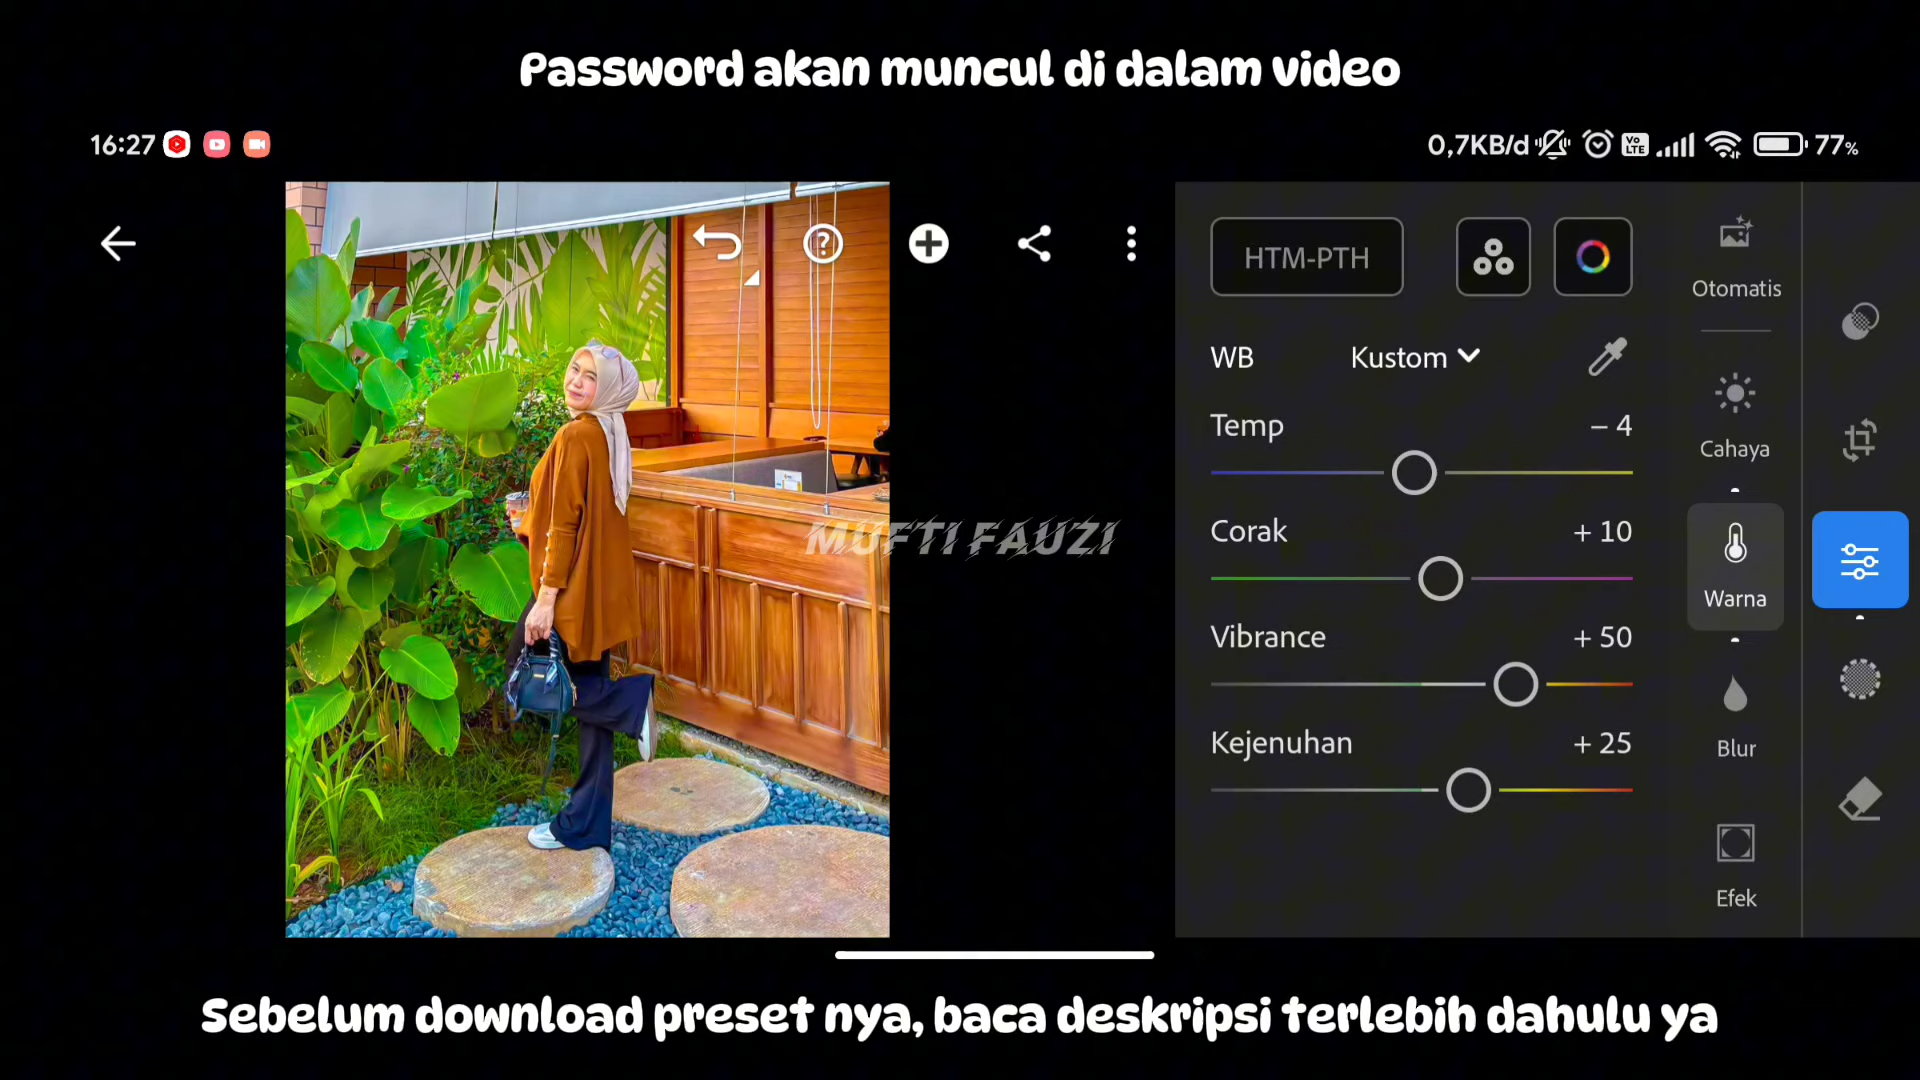 Password akan muncul di dalam video
16:27
0,7KB/d
Vo LTE
77%
HTM-PTH
Otomatis
WB
Kustom
Temp
– 4
Cahaya
Corak
+ 10
Warna
Vibrance
+ 50
Kejenuhan
+ 25
Blur
Efek
MUFTI FAUZI
Sebelum download preset nya, baca deskripsi terlebih dahulu ya